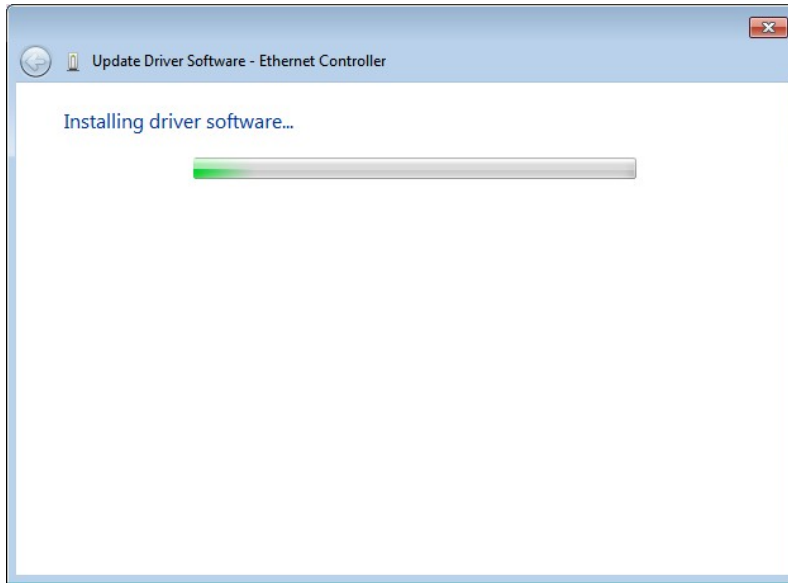 Update Driver Software - Ethernet Controller
Installing driver software...